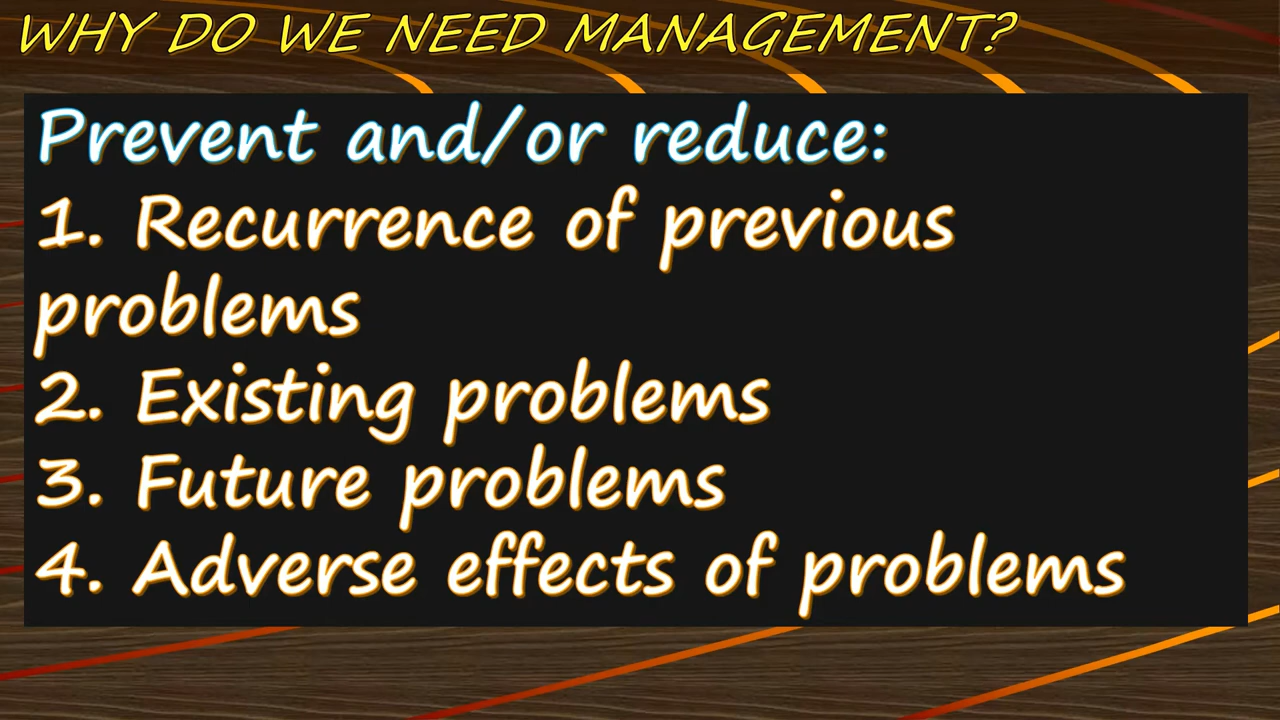 WHY DO WE NEED MANAGEMENT?
Prevent and/or reduce:
1. Recurrence of previous
problems
2. Existing problems
3. Future problems
4. Adverse effects of problems